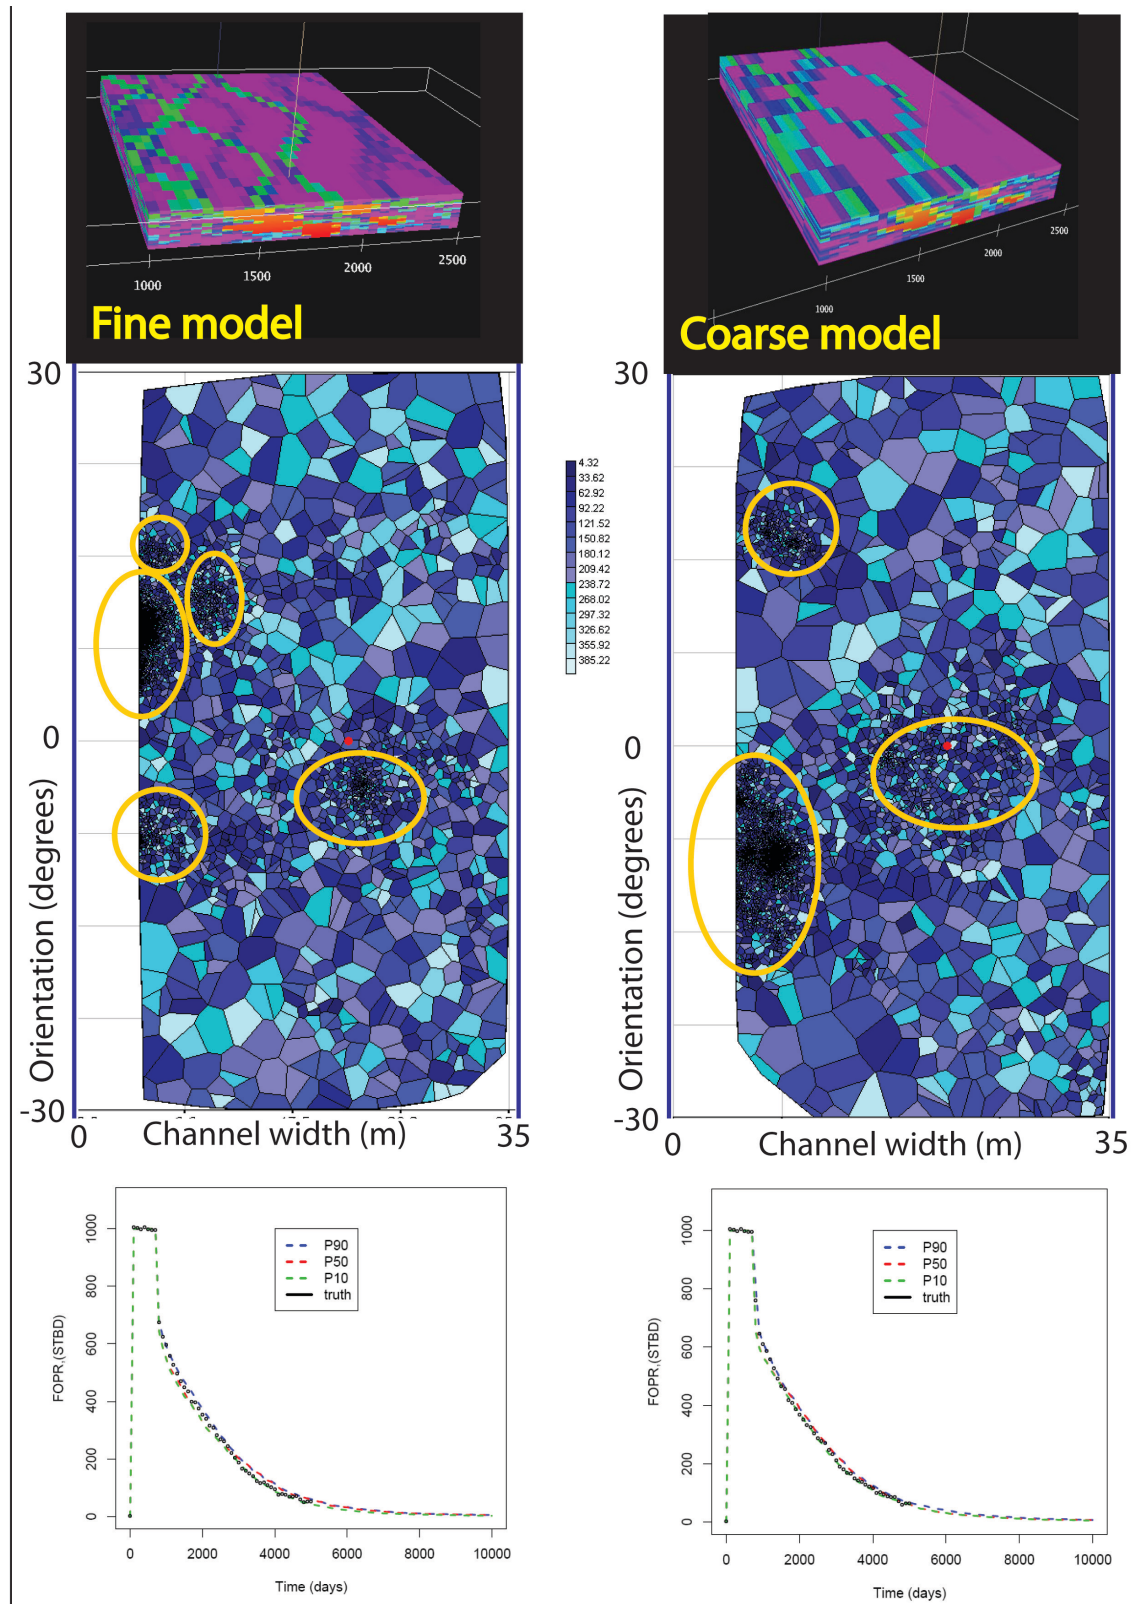 1000
1500
2000
2500
Fine model
1000
1500
2000
2500
Coarse model
30
0
-30
Orientation (degrees)
0
Channel width (m)
35
4.32
33.62
62.92
92.22
121.52
150.82
180.12
209.42
238.72
268.02
297.32
326.62
355.92
385.22
30
0
-30
Orientation (degrees)
0
Channel width (m)
35
FOPR,(STBD)
1000
800
600
400
200
0
P90
P50
P10
truth
0 2000 4000 6000 8000 10000
Time (days)
FOPR,(STBD)
1000
800
600
400
200
0
P90
P50
P10
truth
0 2000 4000 6000 8000 10000
Time (days)